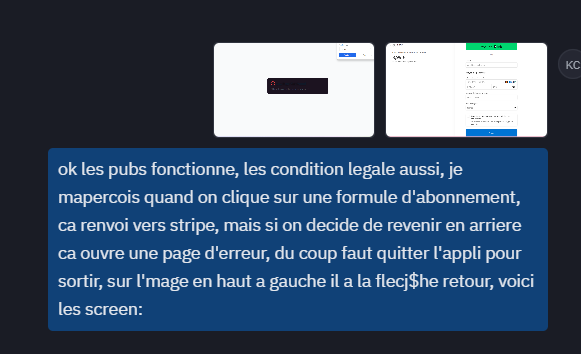 KC
ok les pubs fonctionne, les condition legale aussi, je
mapercois quand on clique sur une formule d'abonnement,
ca renvoi vers stripe, mais si on decide de revenir en arriere
ca ouvre une page d'erreur, du coup faut quitter l'appli pour
sortir, sur l'mage en haut a gauche il a la flecj$he retour, voici
les screen: